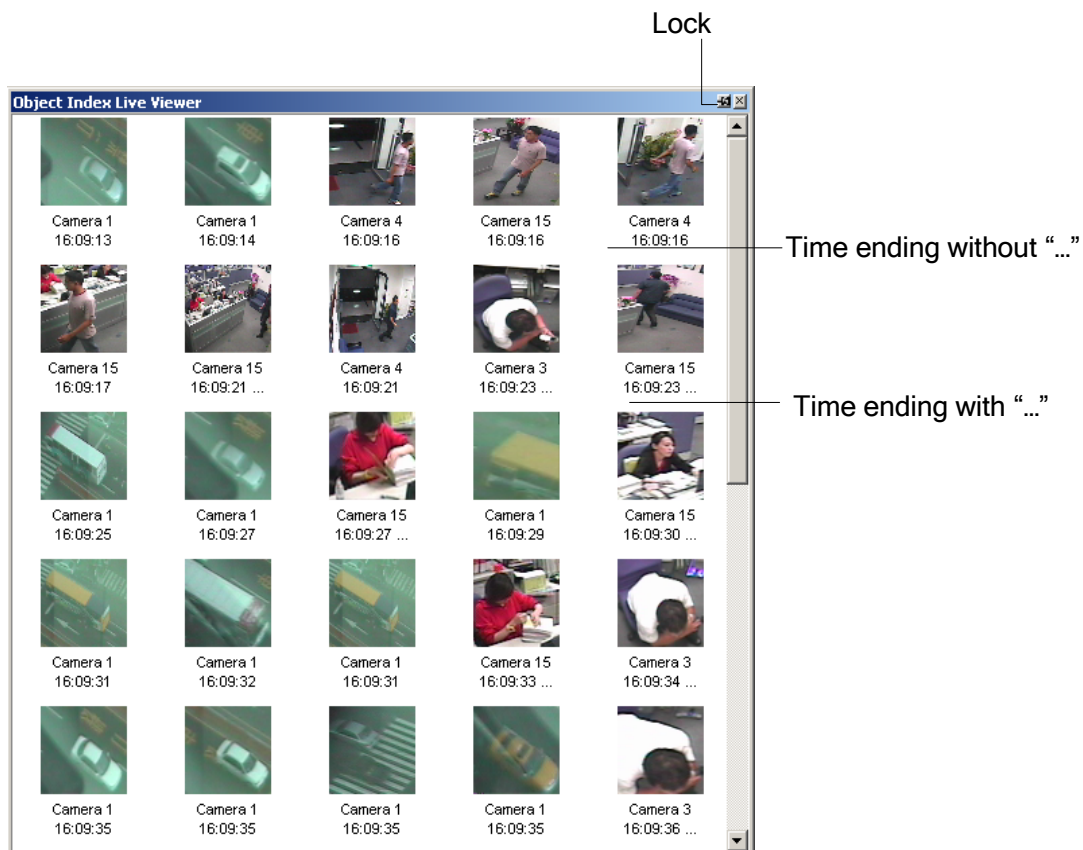 Lock
Object Index Live Viewer
Camera 1
16:09:13
Camera 1
16:09:14
Camera 4
16:09:16
Camera 15
16:09:16
Camera 4
16:09:16
Time ending without “...”
Camera 15
16:09:17
Camera 15
16:09:21 ...
Camera 4
16:09:21
Camera 3
16:09:23 ...
Camera 15
16:09:23 ...
Time ending with “...”
Camera 1
16:09:25
Camera 1
16:09:27
Camera 15
16:09:27 ...
Camera 1
16:09:29
Camera 15
16:09:30 ...
Camera 1
16:09:31
Camera 1
16:09:32
Camera 1
16:09:31
Camera 15
16:09:33 ...
Camera 3
16:09:34 ...
Camera 1
16:09:35
Camera 1
16:09:35
Camera 1
16:09:35
Camera 1
16:09:35
Camera 3
16:09:36 ...